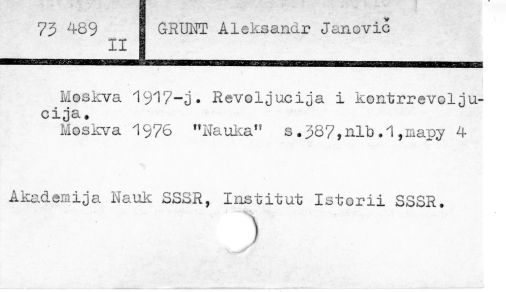 73 489 GRUNT Aleksandr Janovič
II
Moskva 1917-j. Revoljucija i kontrrevolju-
cija.
Moskva 1976 "Nauka" s.387,nlb.1,mapy 4
Akademija Nauk SSSR, Institut Istorii SSSR.